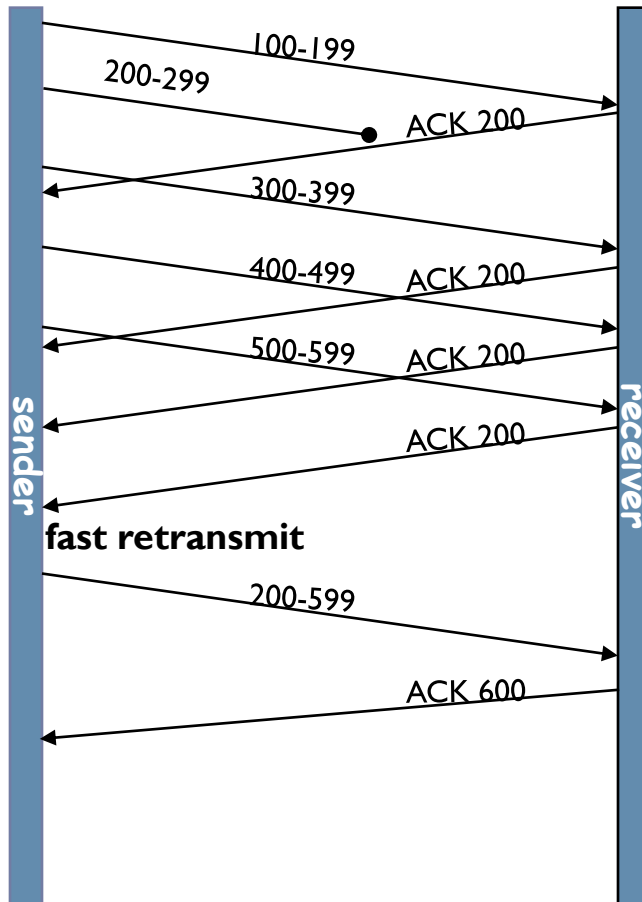 100-199
200-299
ACK 200
300-399
400-499
ACK 200
500-599
ACK 200
sender
receiver
ACK 200
fast retransmit
200-599
ACK 600